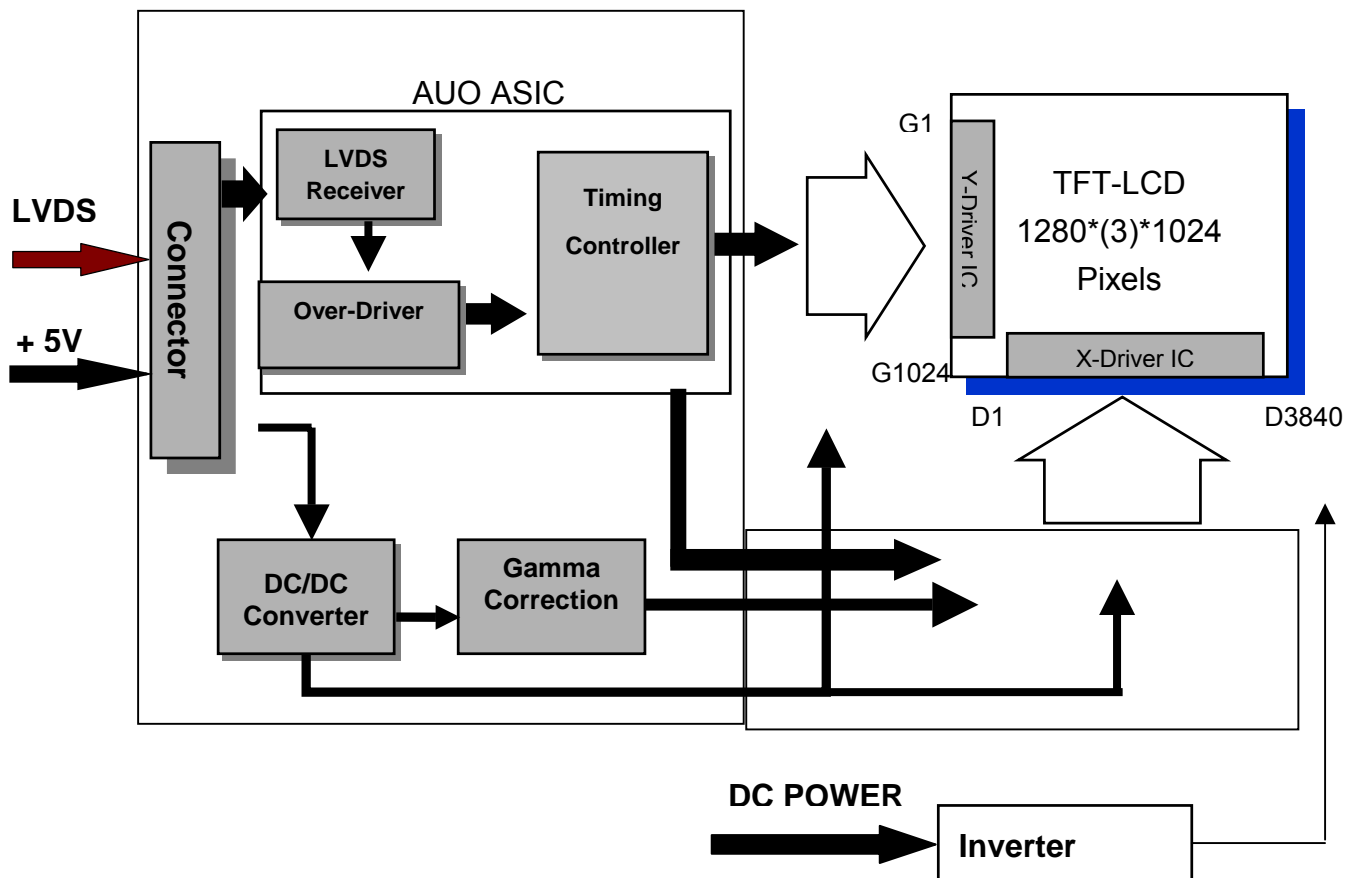 AUO ASIC
LVDS
Receiver
Timing
Controller
Over-Driver
Connector
LVDS
+ 5V
G1
Y-Driver IC
TFT-LCD
1280*(3)*1024
Pixels
X-Driver IC
G1024
D1
D3840
DC/DC
Converter
Gamma
Correction
DC POWER
Inverter